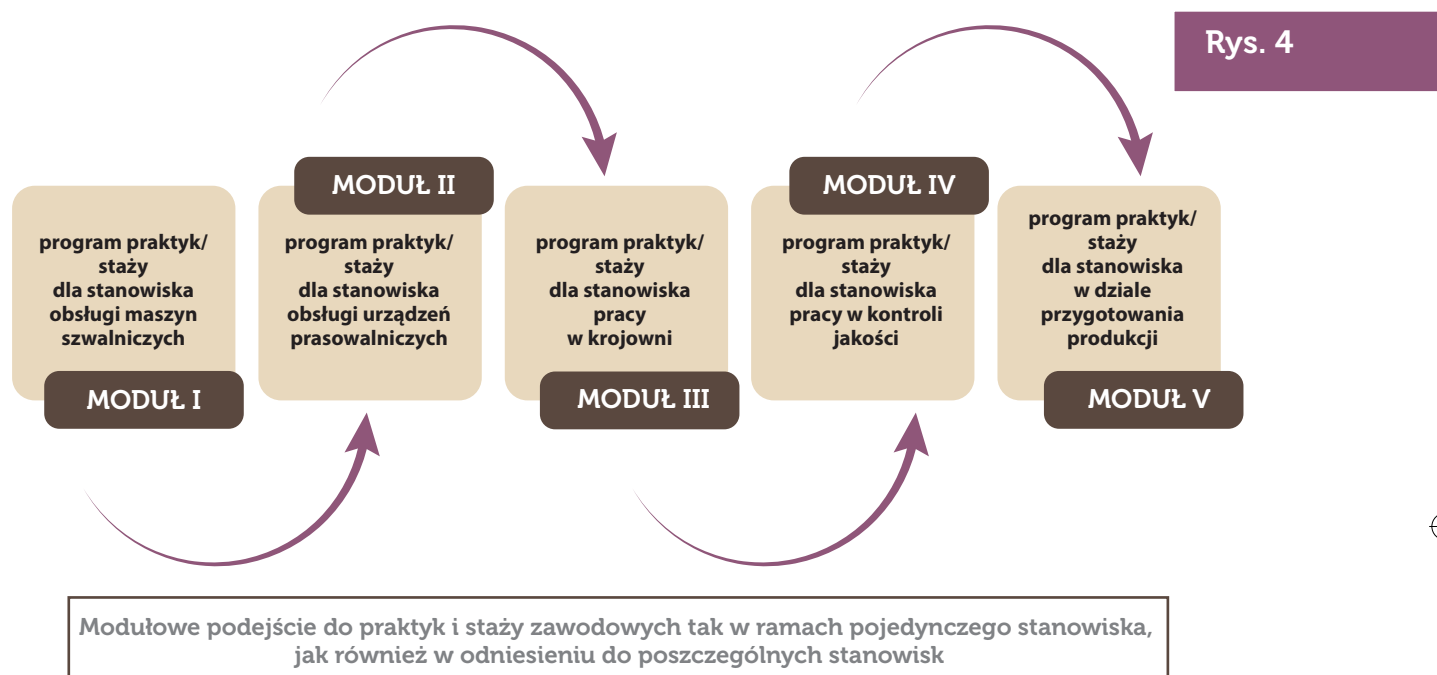 Rys. 4
program praktyk/
staży
dla stanowiska
obsługi maszyn
szwalniczych
MODUŁ I
MODUŁ II
program praktyk/
staży
dla stanowiska
obsługi urządzeń
prasowalniczych
program praktyk/
staży
dla stanowiska
pracy
w krojowni
MODUŁ III
MODUŁ IV
program praktyk/
staży
dla stanowiska
pracy w kontroli
jakości
program praktyk/
staży
dla stanowiska
w dziale
przygotowania
produkcji
MODUŁ V
Modułowe podejście do praktyk i staży zawodowych tak w ramach pojedynczego stanowiska,
jak również w odniesieniu do poszczególnych stanowisk